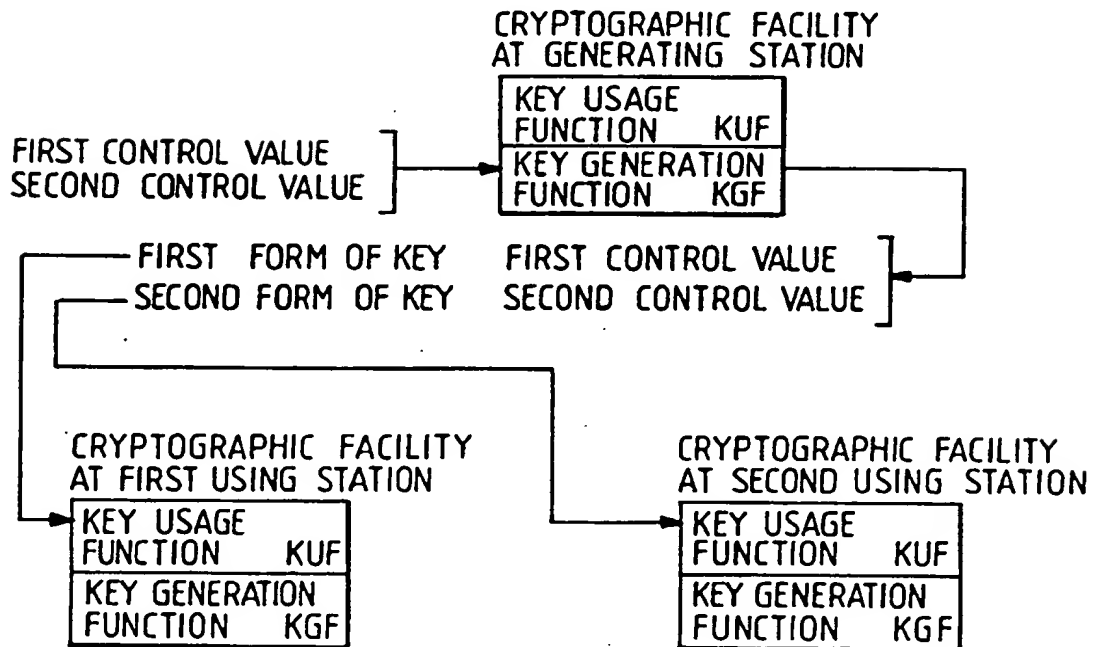 CRYPTOGRAPHIC FACILITY
AT GENERATING STATION
KEY USAGE
FUNCTION KUF
KEY GENERATION
FUNCTION KGF
FIRST CONTROL VALUE
SECOND CONTROL VALUE
FIRST FORM OF KEY FIRST CONTROL VALUE
SECOND FORM OF KEY SECOND CONTROL VALUE
CRYPTOGRAPHIC FACILITY
AT FIRST USING STATION
KEY USAGE
FUNCTION KUF
KEY GENERATION
FUNCTION KGF
CRYPTOGRAPHIC FACILITY
AT SECOND USING STATION
KEY USAGE
FUNCTION KUF
KEY GENERATION
FUNCTION KGF